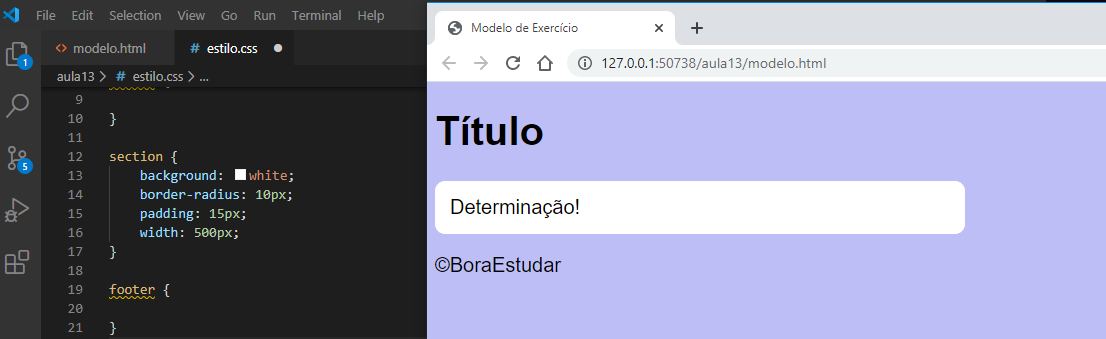 File Edit Selection View Go Run Terminal Help
<> modelo.html
# estilo.css
aula13 > # estilo.css > ...
1
5
9
10 }
11
12 section {
13 background: white;
14 border-radius: 10px;
15 padding: 15px;
16 width: 500px;
17 }
18
19 footer {
20
21 }
Modelo de Exercício
127.0.0.1:50738/aula13/modelo.html
Título
Determinação!
©BoraEstudar